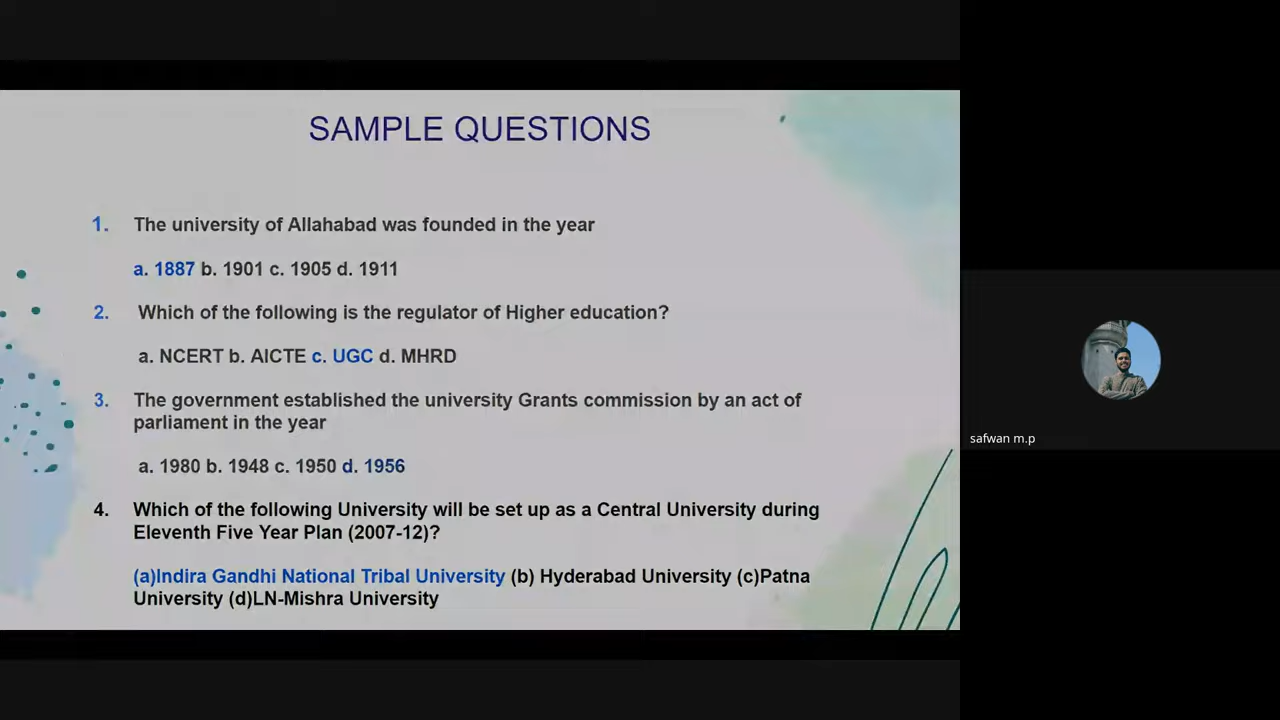 SAMPLE QUESTIONS
1. The university of Allahabad was founded in the year
a. 1887 b. 1901 c. 1905 d. 1911
2. Which of the following is the regulator of Higher education?
a. NCERT b. AICTE c. UGC d. MHRD
3. The government established the university Grants commission by an act of
parliament in the year
a. 1980 b. 1948 c. 1950 d. 1956
4. Which of the following University will be set up as a Central University during
Eleventh Five Year Plan (2007-12)?
(a)Indira Gandhi National Tribal University (b) Hyderabad University (c)Patna
University (d)LN-Mishra University
safwan m.p